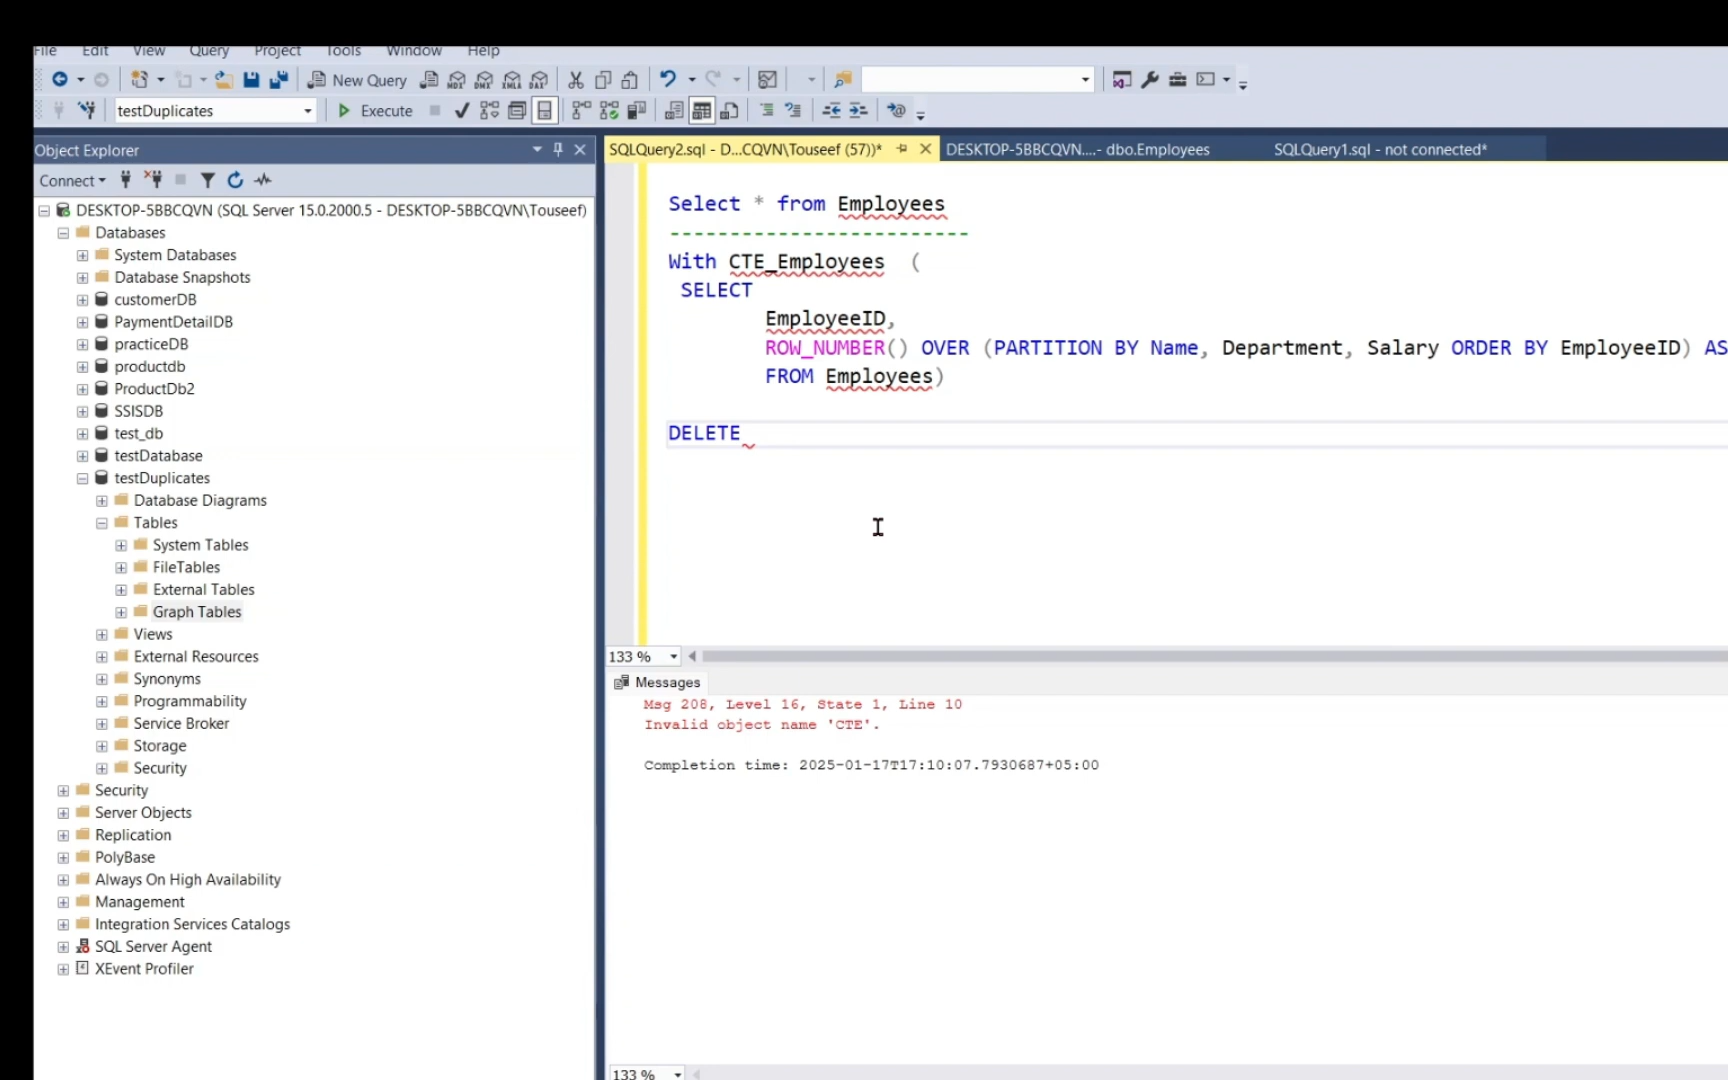 File Edit View Query Project Tools Window Help
New Query
testDuplicates Execute
Object Explorer
Connect
DESKTOP-5BBCQVN (SQL Server 15.0.2000.5 - DESKTOP-5BBCQVN\Touseef)
Databases
System Databases
Database Snapshots
customerDB
PaymentDetailDB
practiceDB
productdb
ProductDb2
SSISDB
test_db
testDatabase
testDuplicates
Database Diagrams
Tables
System Tables
FileTables
External Tables
Graph Tables
Views
External Resources
Synonyms
Programmability
Service Broker
Storage
Security
Security
Server Objects
Replication
PolyBase
Always On High Availability
Management
Integration Services Catalogs
SQL Server Agent
XEvent Profiler
SQLQuery2.sql - D...CQVN\Touseef (57))* DESKTOP-5BBCQVN....- dbo.Employees SQLQuery1.sql - not connected*
Select * from Employees
-------------------------
With CTE_Employees (
SELECT
EmployeeID,
ROW_NUMBER() OVER (PARTITION BY Name, Department, Salary ORDER BY EmployeeID) AS
FROM Employees)
DELETE
133 %
Messages
Msg 208, Level 16, State 1, Line 10
Invalid object name 'CTE'.
Completion time: 2025-01-17T17:10:07.7930687+05:00
133 %